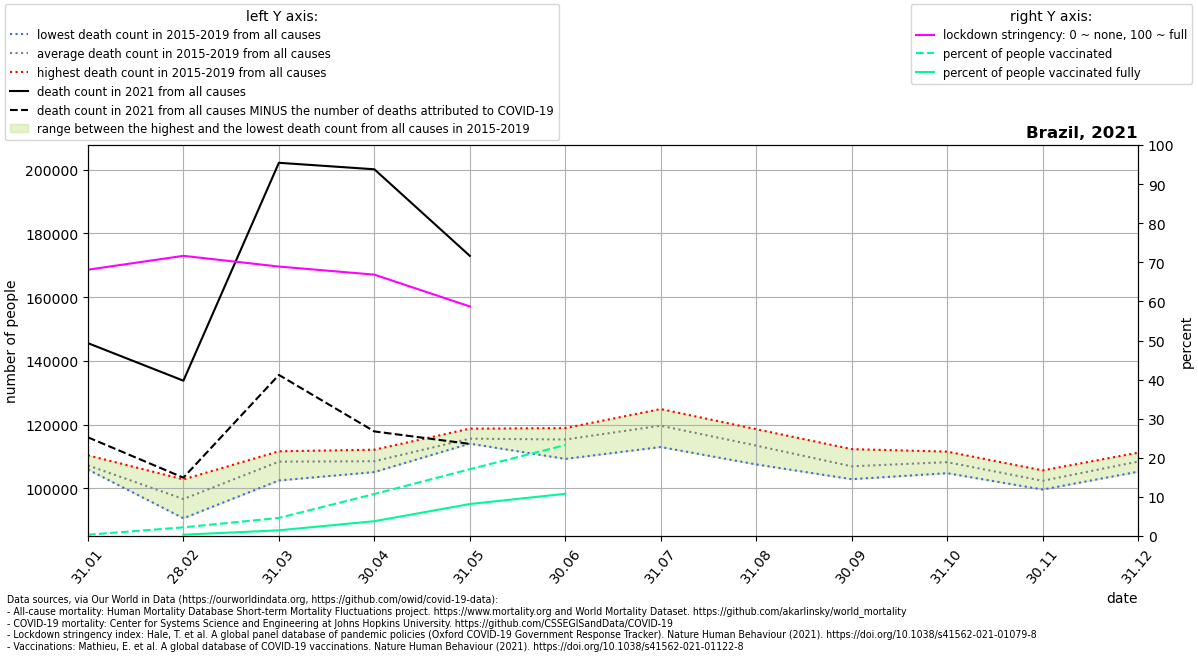 left Y axis:
lowest death count in 2015-2019 from all causes
average death count in 2015-2019 from all causes
highest death count in 2015-2019 from all causes
death count in 2021 from all causes
death count in 2021 from all causes MINUS the number of deaths attributed to COVID-19
range between the highest and the lowest death count from all causes in 2015-2019
right Y axis:
lockdown stringency: 0 ~ none, 100 ~ full
percent of people vaccinated
percent of people vaccinated fully
Brazil, 2021
number of people
200000
180000
160000
140000
120000
100000
100
90
80
70
60
50
40
30
20
10
0
percent
31.01
28.02
31.03
30.04
31.05
30.06
31.07
31.08
30.09
31.10
30.11
31.12
date
Data sources, via Our World in Data (https://ourworldindata.org, https://github.com/owid/covid-19-data):
- All-cause mortality: Human Mortality Database Short-term Mortality Fluctuations project. https://www.mortality.org and World Mortality Dataset. https://github.com/akarlinsky/world_mortality
- COVID-19 mortality: Center for Systems Science and Engineering at Johns Hopkins University. https://github.com/CSSEGISandData/COVID-19
- Lockdown stringency index: Hale, T. et al. A global panel database of pandemic policies (Oxford COVID-19 Government Response Tracker). Nature Human Behaviour (2021). https://doi.org/10.1038/s41562-021-01079-8
- Vaccinations: Mathieu, E. et al. A global database of COVID-19 vaccinations. Nature Human Behaviour (2021). https://doi.org/10.1038/s41562-021-01122-8